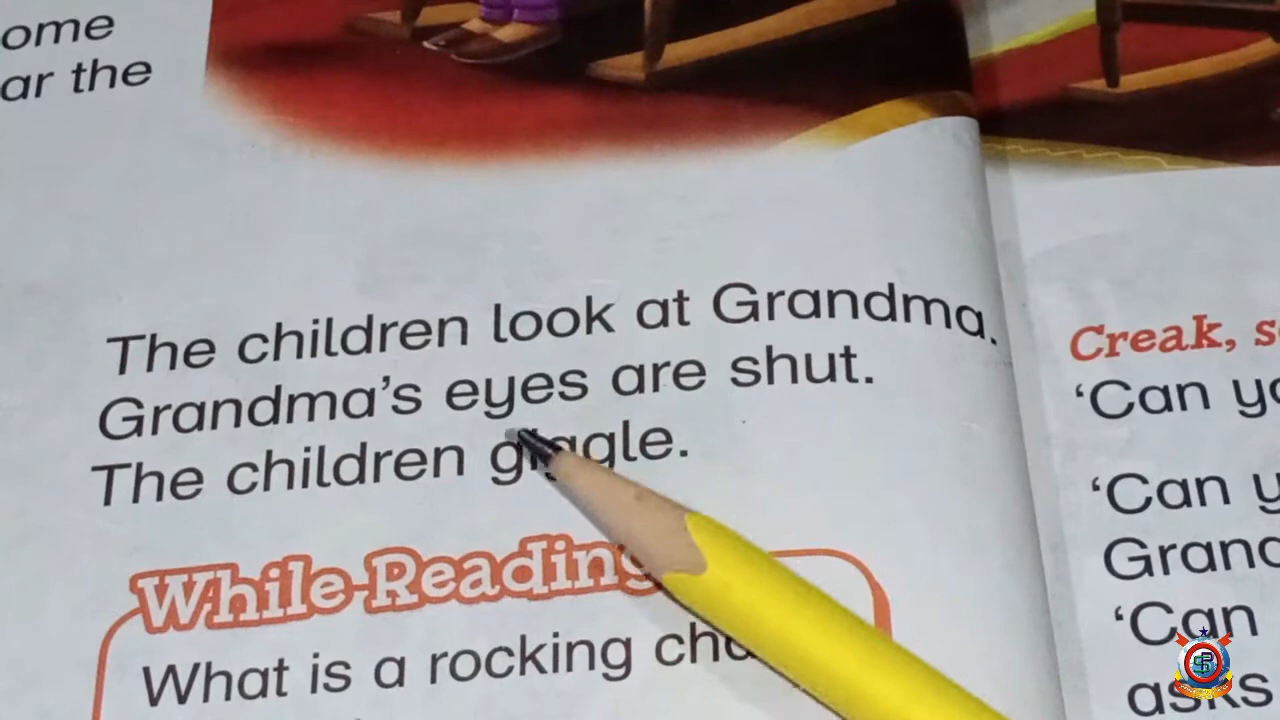 ome
ar the
The children look at Grandma.
Grandma's eyes are shut.
The children giggle.
While-Reading
What is a rocking
Creak,
'Can
'Can
'Can
asks